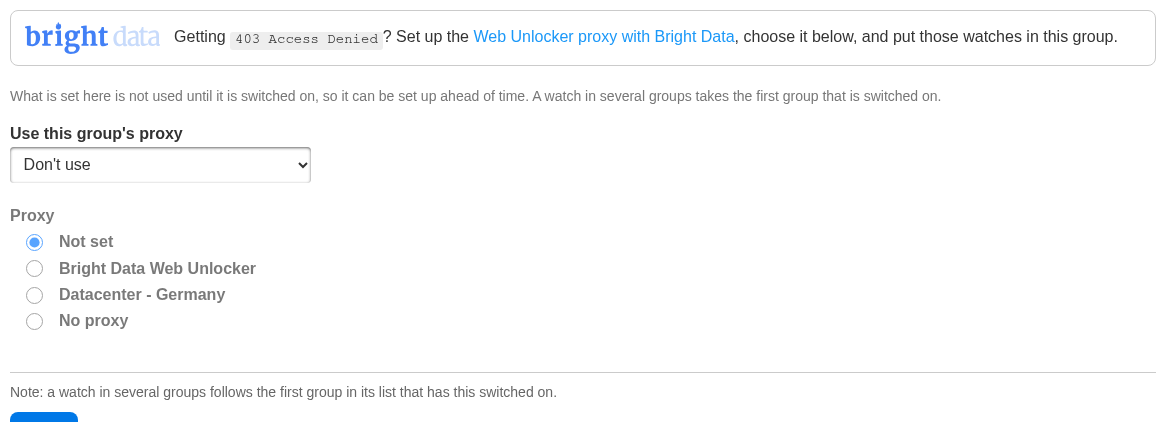 bright data Getting 403 Access Denied? Set up the Web Unlocker proxy with Bright Data, choose it below, and put those watches in this group.
What is set here is not used until it is switched on, so it can be set up ahead of time. A watch in several groups takes the first group that is switched on.
Use this group's proxy
Don't use
Proxy
Not set
Bright Data Web Unlocker
Datacenter - Germany
No proxy
Note: a watch in several groups follows the first group in its list that has this switched on.